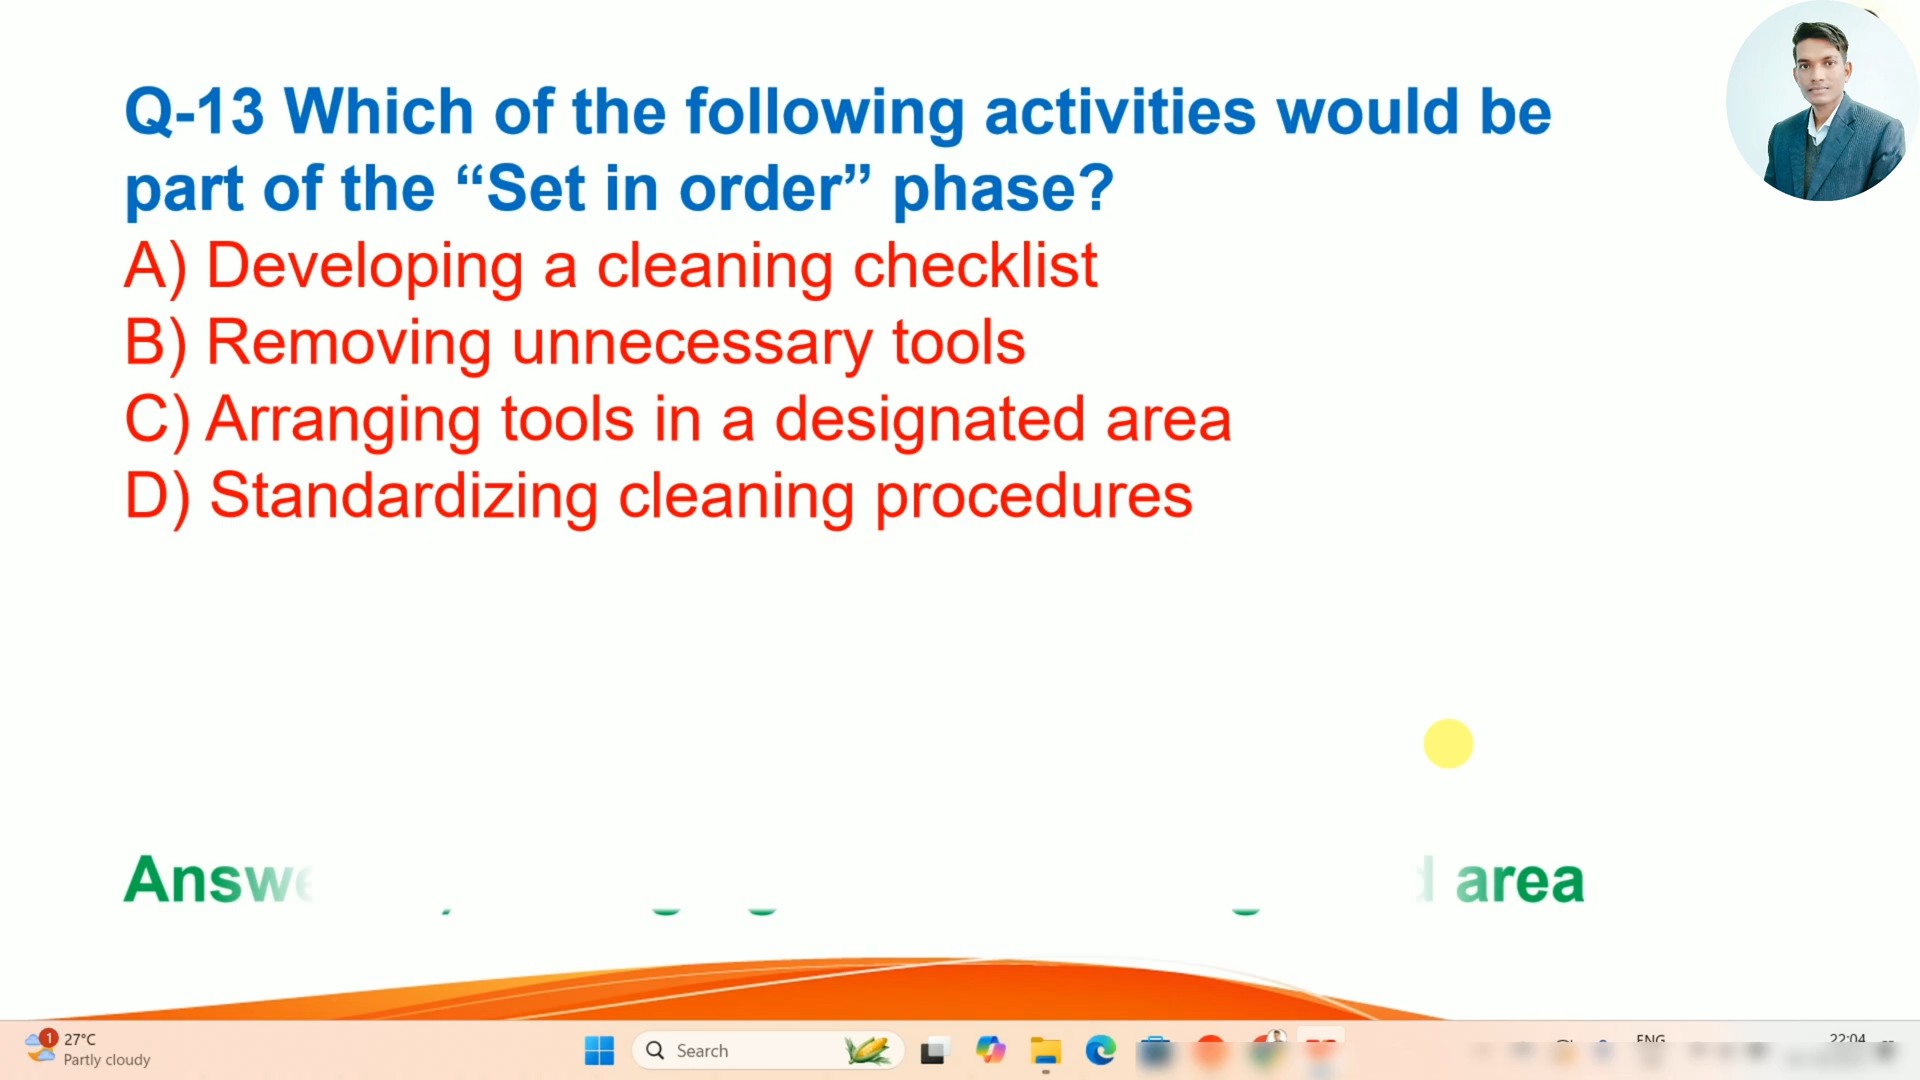 Q-13 Which of the following activities would be
part of the “Set in order” phase?
A) Developing a cleaning checklist
B) Removing unnecessary tools
C) Arranging tools in a designated area
D) Standardizing cleaning procedures
area
1
27°C
Partly cloudy
Search
ENG
22:04